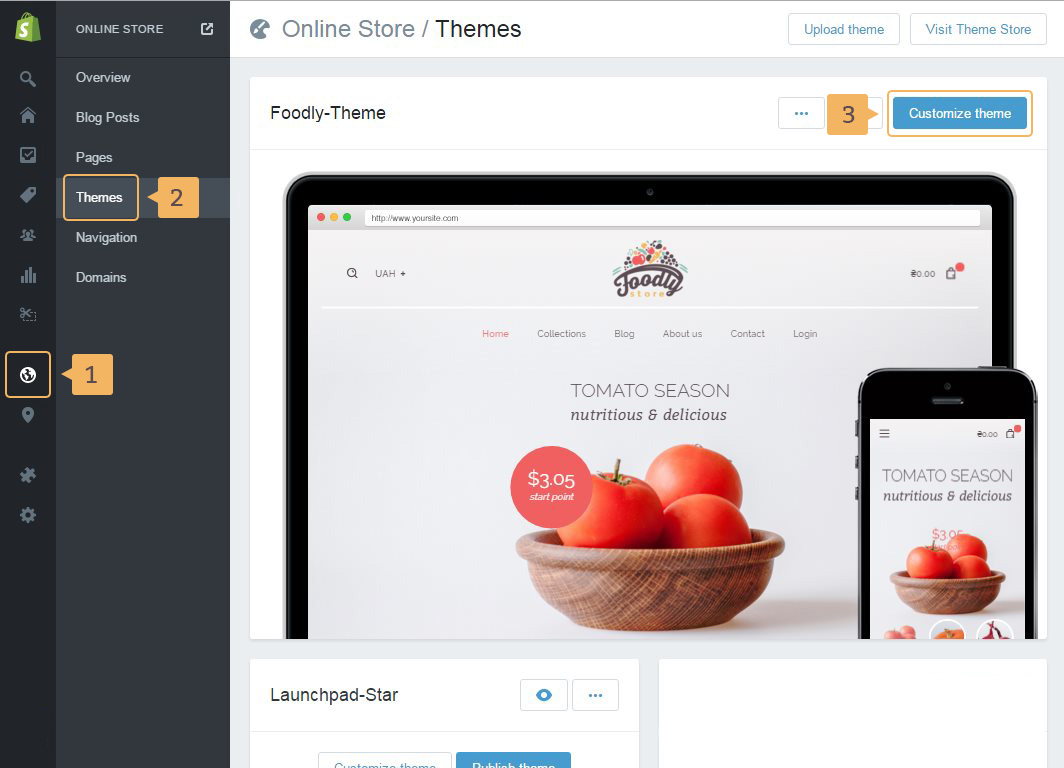 ONLINE STORE
Online Store / Themes
Upload theme
Visit Theme Store
Overview
Blog Posts
Pages
Themes
2
Navigation
Domains
1
Foodly-Theme
3
Customize theme
http://www.yoursite.com
UAH +
Foodly
store
₴0.00
Home Collections Blog About us Contact Login
TOMATO SEASON
nutritious & delicious
$3.05
start point
₴0.00
TOMATO SEASON
nutritious & delicious
$3.05
Launchpad-Star
Customize theme
Publish theme